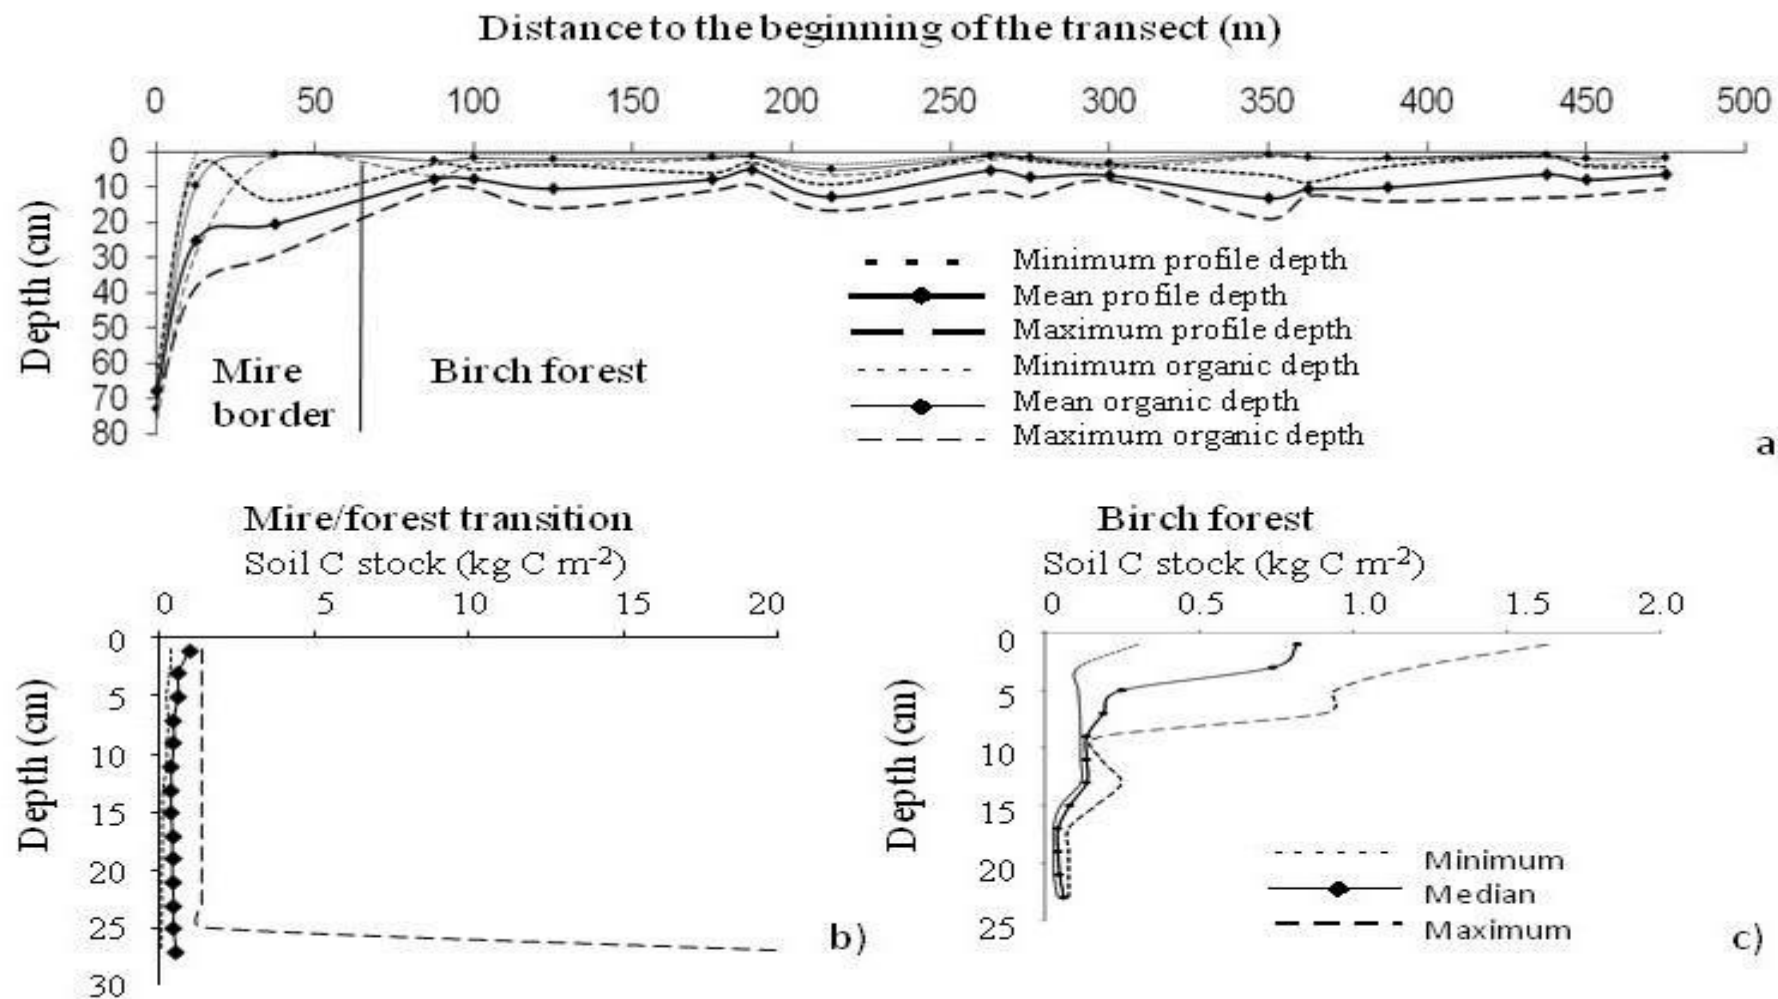 Distance to the beginning of the transect (m)
0 50 100 150 200 250 300 350 400 450 500
0
10
20
30
40
50
60
70
80
Depth (cm)
Mire
border
Birch forest
Minimum profile depth
Mean profile depth
Maximum profile depth
Minimum organic depth
Mean organic depth
Maximum organic depth
a
Mire/forest transition
Soil C stock (kg C m⁻²)
0 5 10 15 20
0
5
10
15
20
25
30
Depth (cm)
b)
Birch forest
Soil C stock (kg C m⁻²)
0 0.5 1.0 1.5 2.0
0
5
10
15
20
25
Depth (cm)
Minimum
Median
Maximum
c)